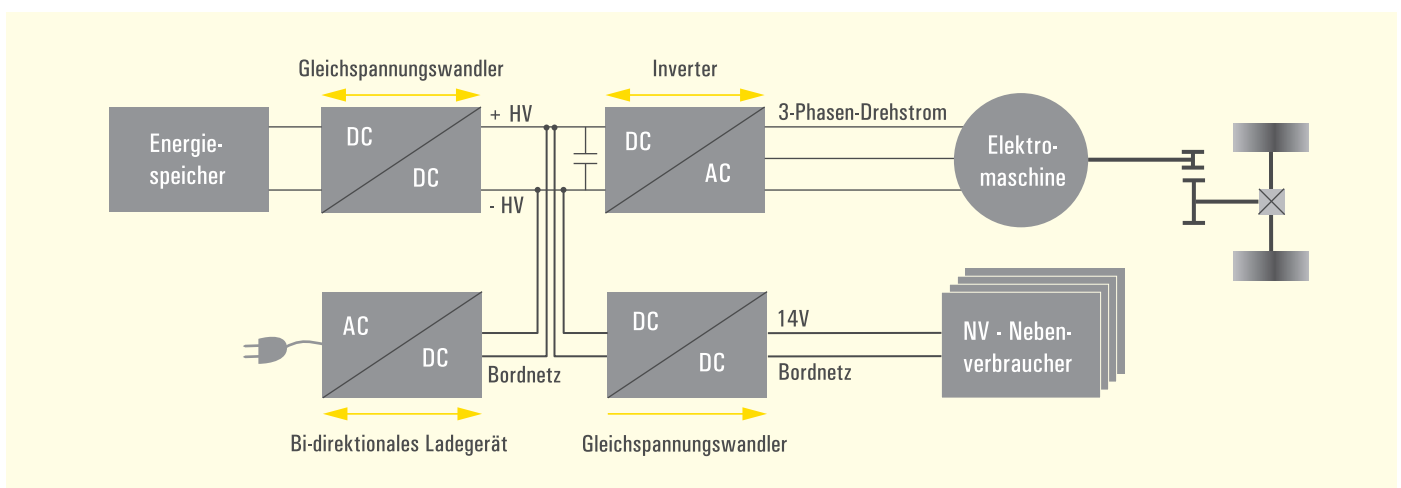 Gleichspannungswandler
Inverter
+ HV
3-Phasen-Drehstrom
Energie-
speicher
DC
DC
DC
AC
Elektro-
maschine
- HV
AC
DC
Bordnetz
DC
DC
14V
Bordnetz
NV - Neben-
verbraucher
Bi-direktionales Ladegerät
Gleichspannungswandler